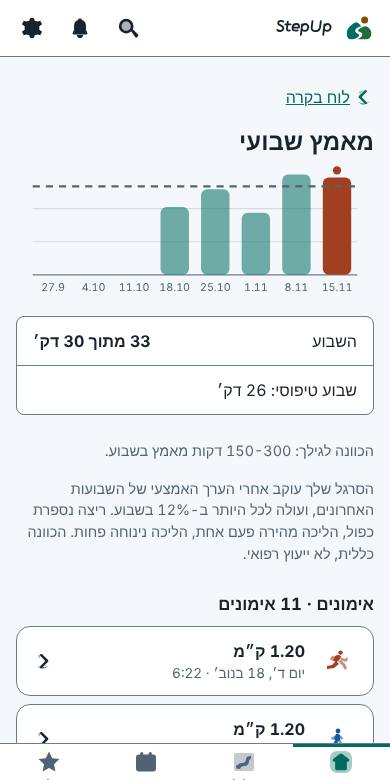 StepUp
לוח בקרה
מאמץ שבועי
27.9 4.10 11.10 18.10 25.10 1.11 8.11 15.11
השבוע 33 מתוך 30 דק׳
שבוע טיפוסי: 26 דק׳
הכוונה לגילך: 150-300 דקות מאמץ בשבוע.
הסרגל שלך עוקב אחרי הערך האמצעי של השבועות
האחרונים, ועולה לכל היותר ב-12% בשבוע. ריצה נספרת
כפול, הליכה מהירה פעם אחת, הליכה נינוחה פחות. הכוונה
כללית, לא ייעוץ רפואי.
אימונים · 11 אימונים
1.20 ק״מ
יום ד׳, 18 בנוב׳ · 6:22
1.20 ק״מ